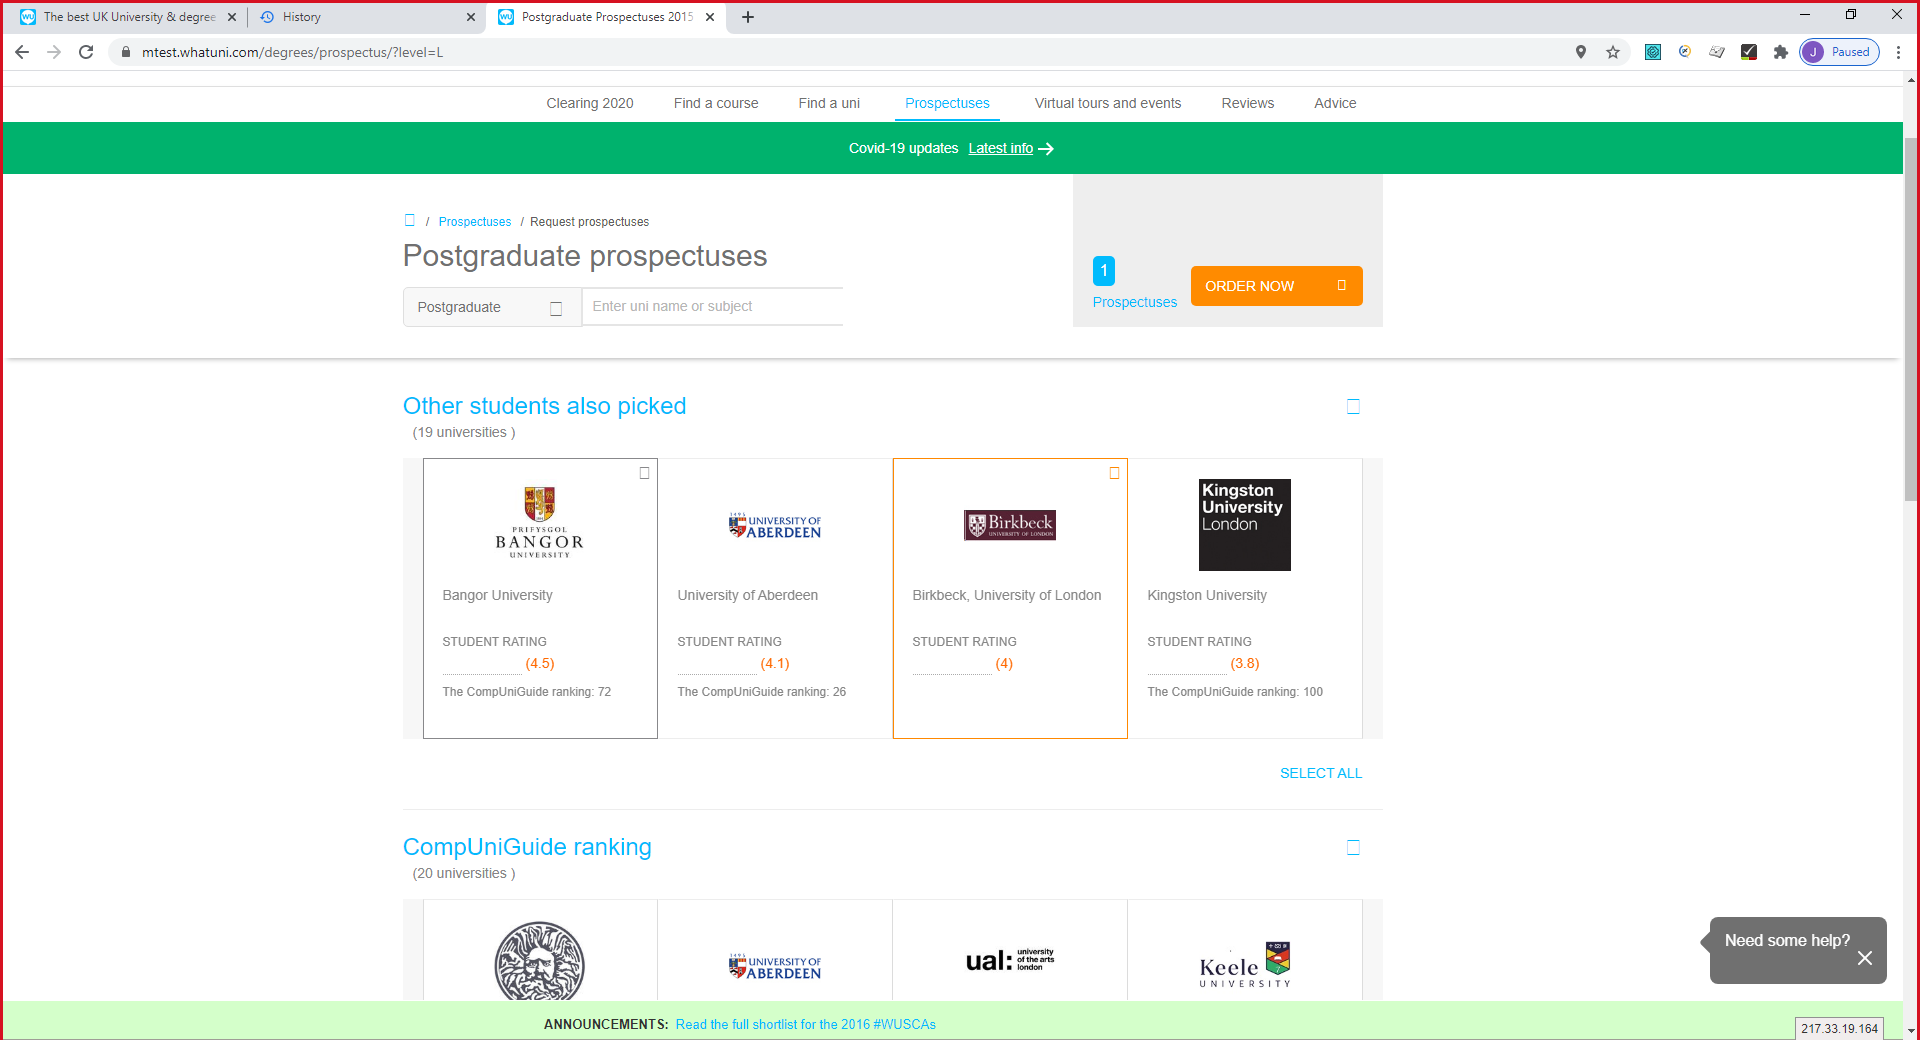 The best UK University & degree
History
Postgraduate Prospectuses 2015
mtest.whatuni.com/degrees/prospectus/?level=L
J Paused
Clearing 2020 Find a course Find a uni Prospectuses Virtual tours and events Reviews Advice
Covid-19 updates Latest info
/ Prospectuses / Request prospectuses
Postgraduate prospectuses
Postgraduate
Enter uni name or subject
1
Prospectuses
ORDER NOW
Other students also picked
(19 universities )
PRIFYSGOL
BANGOR
UNIVERSITY
1495
UNIVERSITY OF
ABERDEEN
Birkbeck
UNIVERSITY OF LONDON
Kingston
University
London
Bangor University
University of Aberdeen
Birkbeck, University of London
Kingston University
STUDENT RATING STUDENT RATING STUDENT RATING STUDENT RATING
(4.5) (4.1) (4) (3.8)
The CompUniGuide ranking: 72
The CompUniGuide ranking: 26
The CompUniGuide ranking: 100
SELECT ALL
CompUniGuide ranking
(20 universities )
1495
UNIVERSITY OF
ABERDEEN
ual:
university
of the arts
london
Keele
UNIVERSITY
Need some help?
ANNOUNCEMENTS: Read the full shortlist for the 2016 #WUSCAs
217.33.19.164